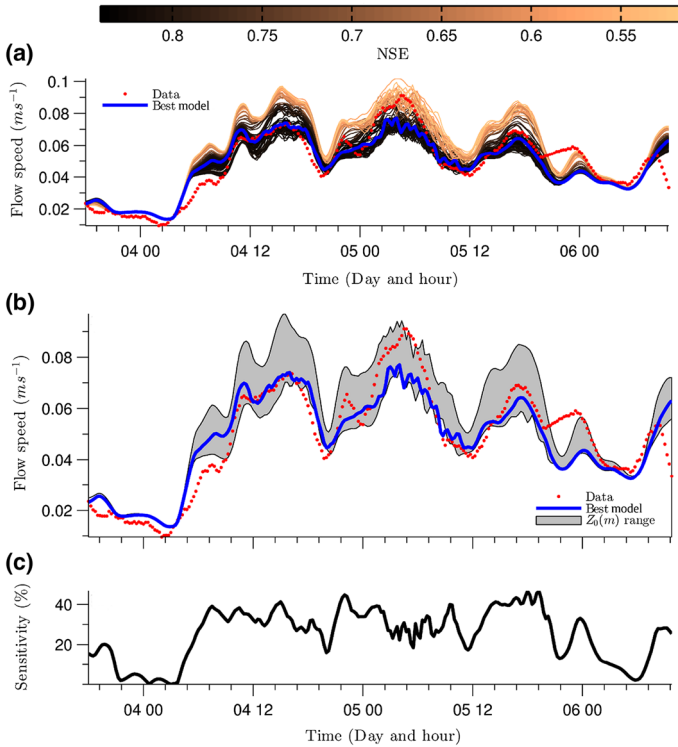 0.8 0.75 0.7 0.65 0.6 0.55
NSE
(a)
Flow speed (ms⁻¹)
0.1
0.08
0.06
0.04
0.02
Data
Best model
04 00 04 12 05 00 05 12 06 00
Time (Day and hour)
(b)
Flow speed (ms⁻¹)
0.08
0.06
0.04
0.02
Data
Best model
Z₀(m) range
(c)
Sensitivity (%)
40
20
04 00 04 12 05 00 05 12 06 00
Time (Day and hour)